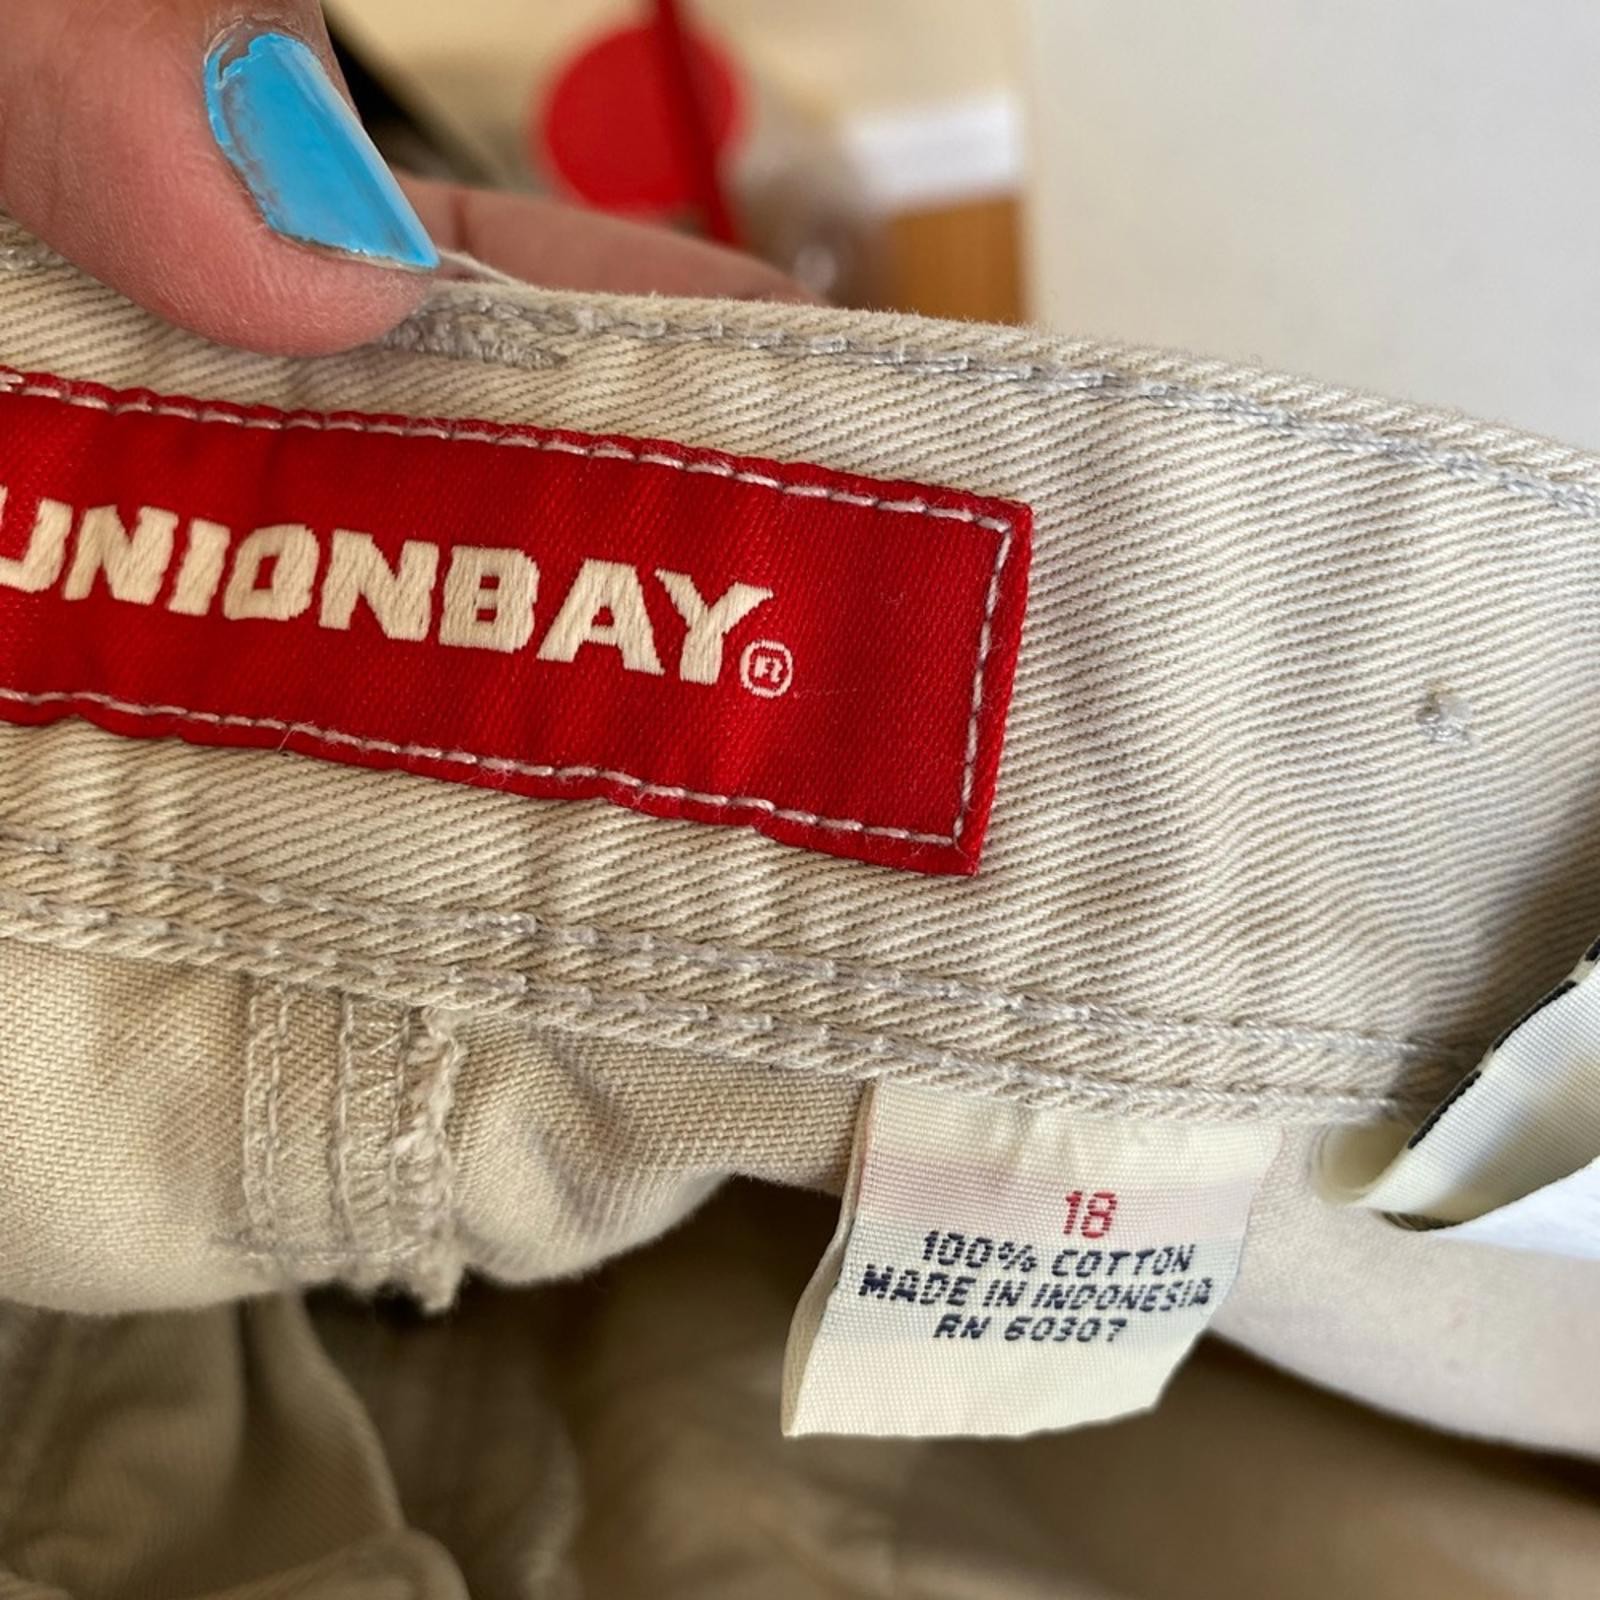 UNIONBAY®
18
100% COTTON
MADE IN INDONESIA
RN 60307